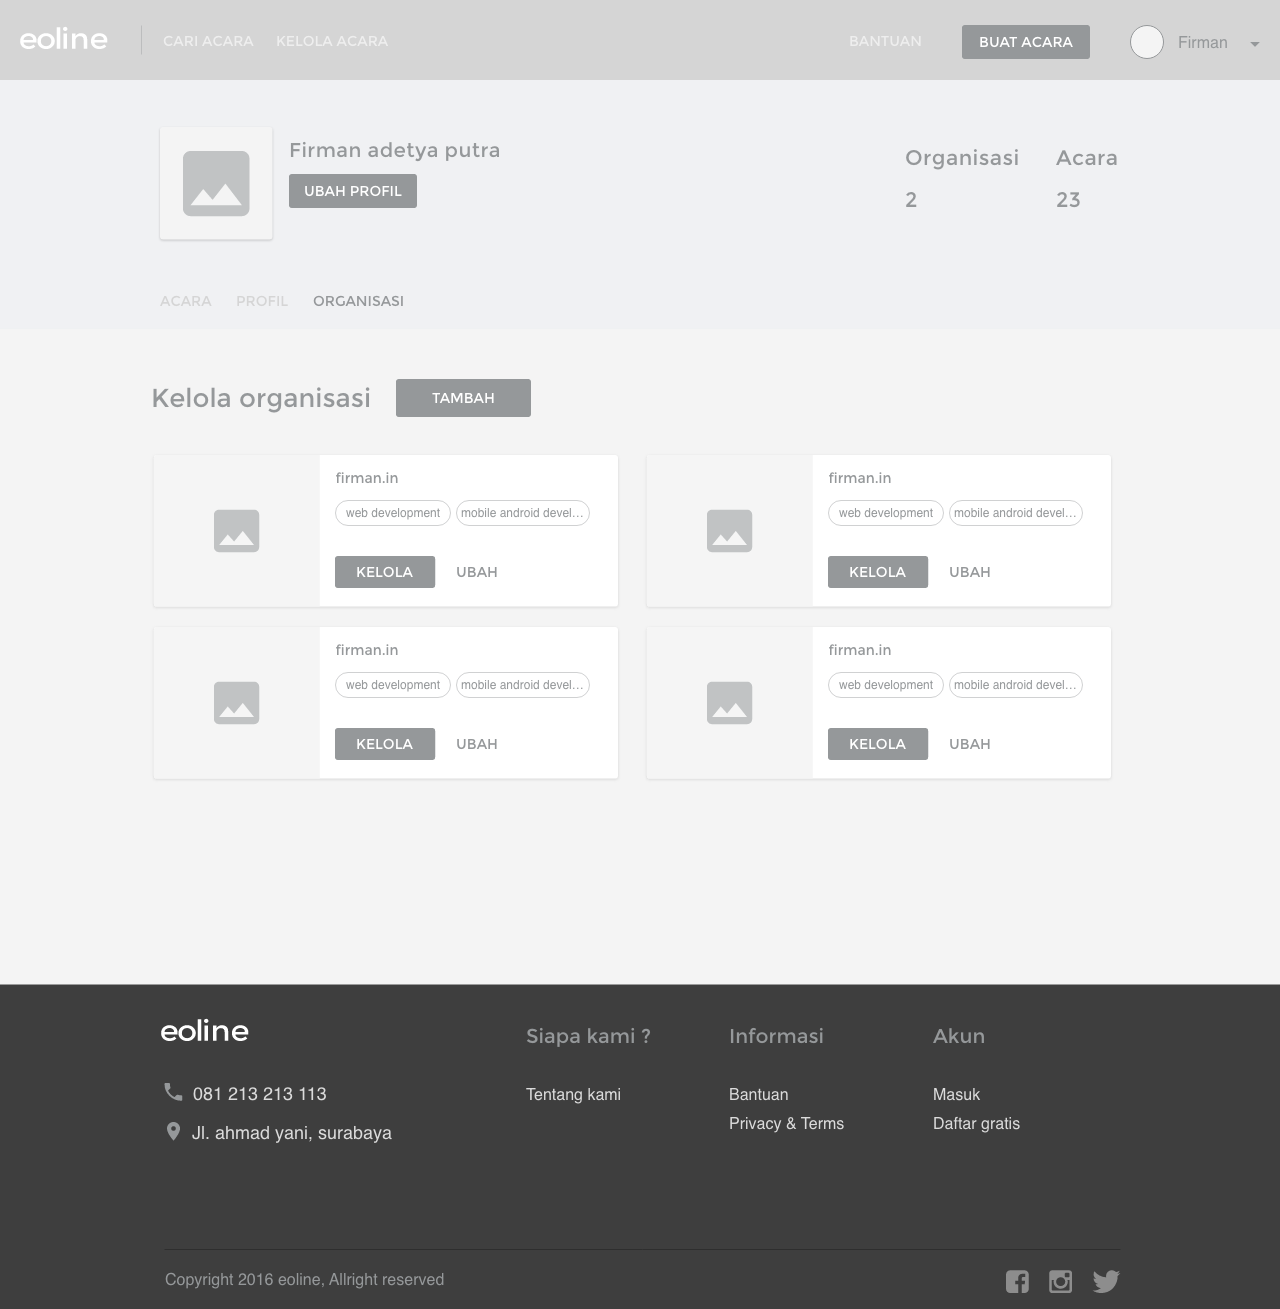 eoline
CARI ACARA KELOLA ACARA
BANTUAN
BUAT ACARA
Firman
Firman adetya putra
UBAH PROFIL
Organisasi Acara
2 23
ACARA PROFIL ORGANISASI
Kelola organisasi
TAMBAH
firman.in
web development mobile android devel...
KELOLA UBAH
firman.in
web development mobile android devel...
KELOLA UBAH
firman.in
web development mobile android devel...
KELOLA UBAH
firman.in
web development mobile android devel...
KELOLA UBAH
eoline
081 213 213 113
Jl. ahmad yani, surabaya
Siapa kami ?
Tentang kami
Informasi
Bantuan
Privacy & Terms
Akun
Masuk
Daftar gratis
Copyright 2016 eoline, Allright reserved